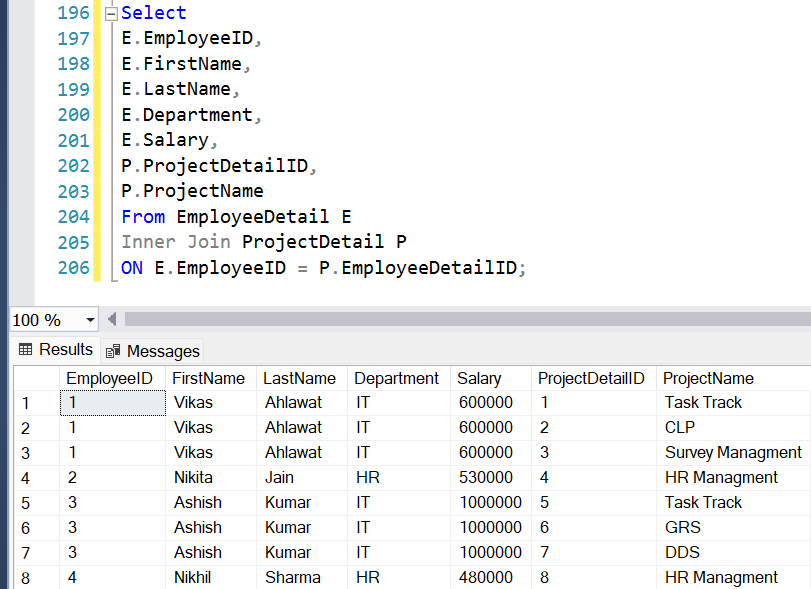 196 Select
197 E.EmployeeID,
198 E.FirstName,
199 E.LastName,
200 E.Department,
201 E.Salary,
202 P.ProjectDetailID,
203 P.ProjectName
204 From EmployeeDetail E
205 Inner Join ProjectDetail P
206 ON E.EmployeeID = P.EmployeeDetailID;
100 %
Results Messages
EmployeeID FirstName LastName Department Salary ProjectDetailID ProjectName
1 1 Vikas Ahlawat IT 600000 1 Task Track
2 1 Vikas Ahlawat IT 600000 2 CLP
3 1 Vikas Ahlawat IT 600000 3 Survey Managment
4 2 Nikita Jain HR 530000 4 HR Managment
5 3 Ashish Kumar IT 1000000 5 Task Track
6 3 Ashish Kumar IT 1000000 6 GRS
7 3 Ashish Kumar IT 1000000 7 DDS
8 4 Nikhil Sharma HR 480000 8 HR Managment